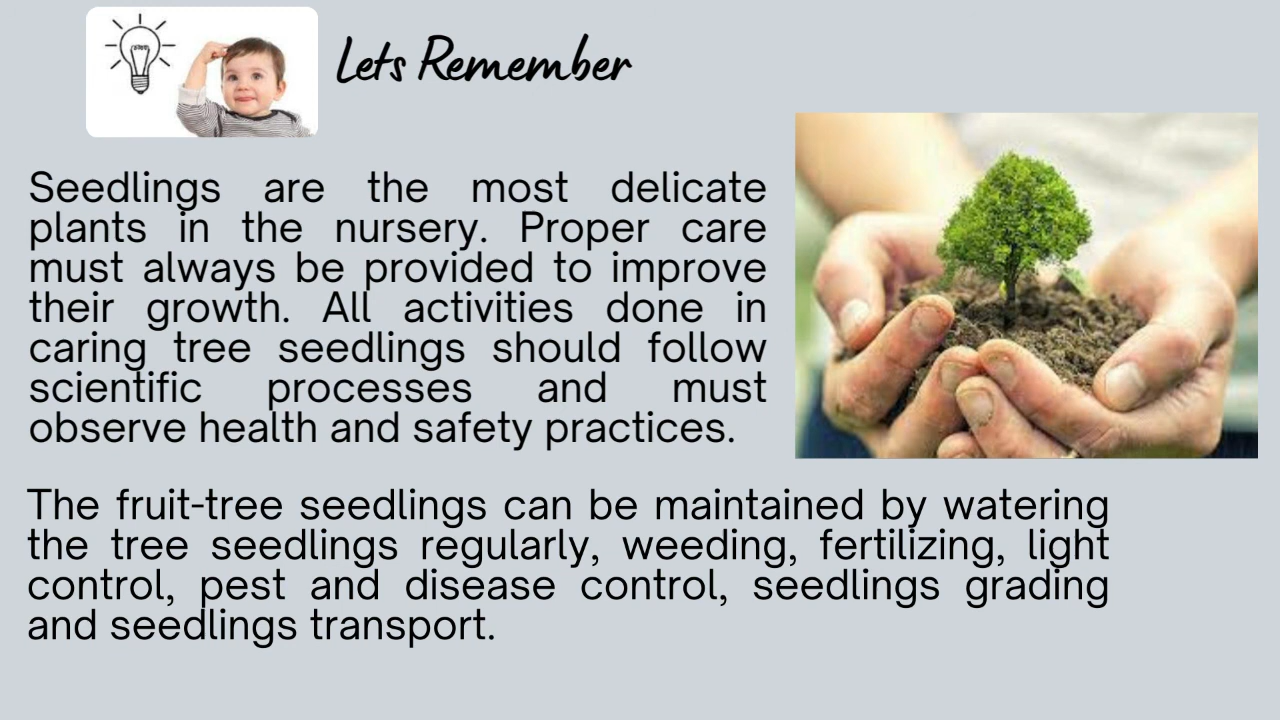 Lets Remember
Seedlings are the most delicate
plants in the nursery. Proper care
must always be provided to improve
their growth. All activities done in
caring tree seedlings should follow
scientific processes and must
observe health and safety practices.
The fruit-tree seedlings can be maintained by watering
the tree seedlings regularly, weeding, fertilizing, light
control, pest and disease control, seedlings grading
and seedlings transport.